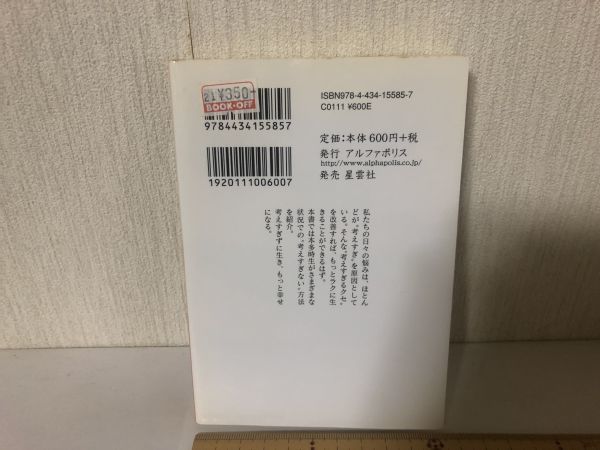 21 ¥350-
BOOK-OFF
9784434155857
1920111006007
ISBN978-4-434-15585-7
C0111 ¥600E
定価：本体600円+税
発行 アルファポリス
http://www.alphapolis.co.jp/
発売 星雲社
私たちの日々の悩みは、ほとん
どが“考えすぎ”を原因として
いる。そんな“考えすぎるクセ”
を改善すれば、もっとラクに生
きることができるはず。
本書では本多時生がさまざまな
状況での“考えすぎない”方法
を紹介。
考えすぎずに生き、もっと幸せ
になる。